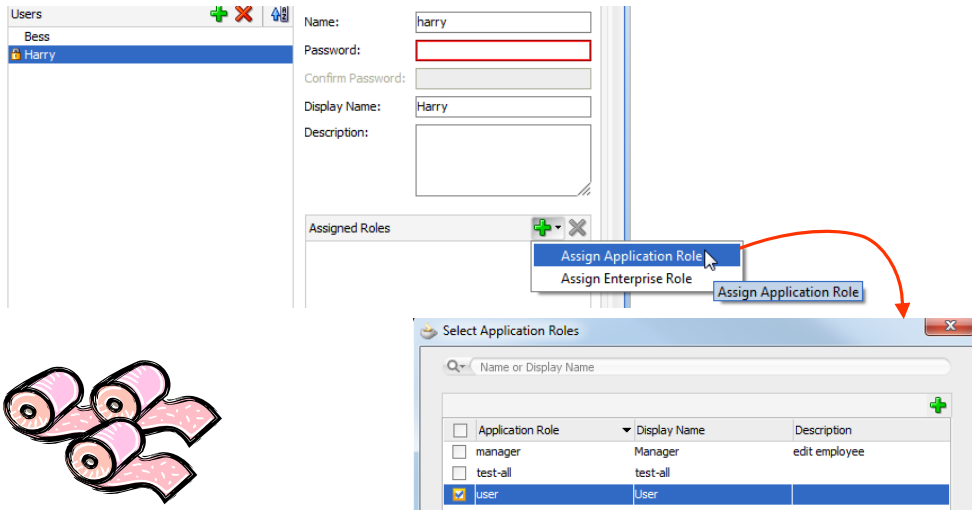 Users
Bess
Harry
Name: harry
Password:
Confirm Password:
Display Name: Harry
Description:
Assigned Roles
Assign Application Role
Assign Enterprise Role
Assign Application Role
Select Application Roles
Name or Display Name
Application Role Display Name Description
manager Manager edit employee
test-all test-all
user User